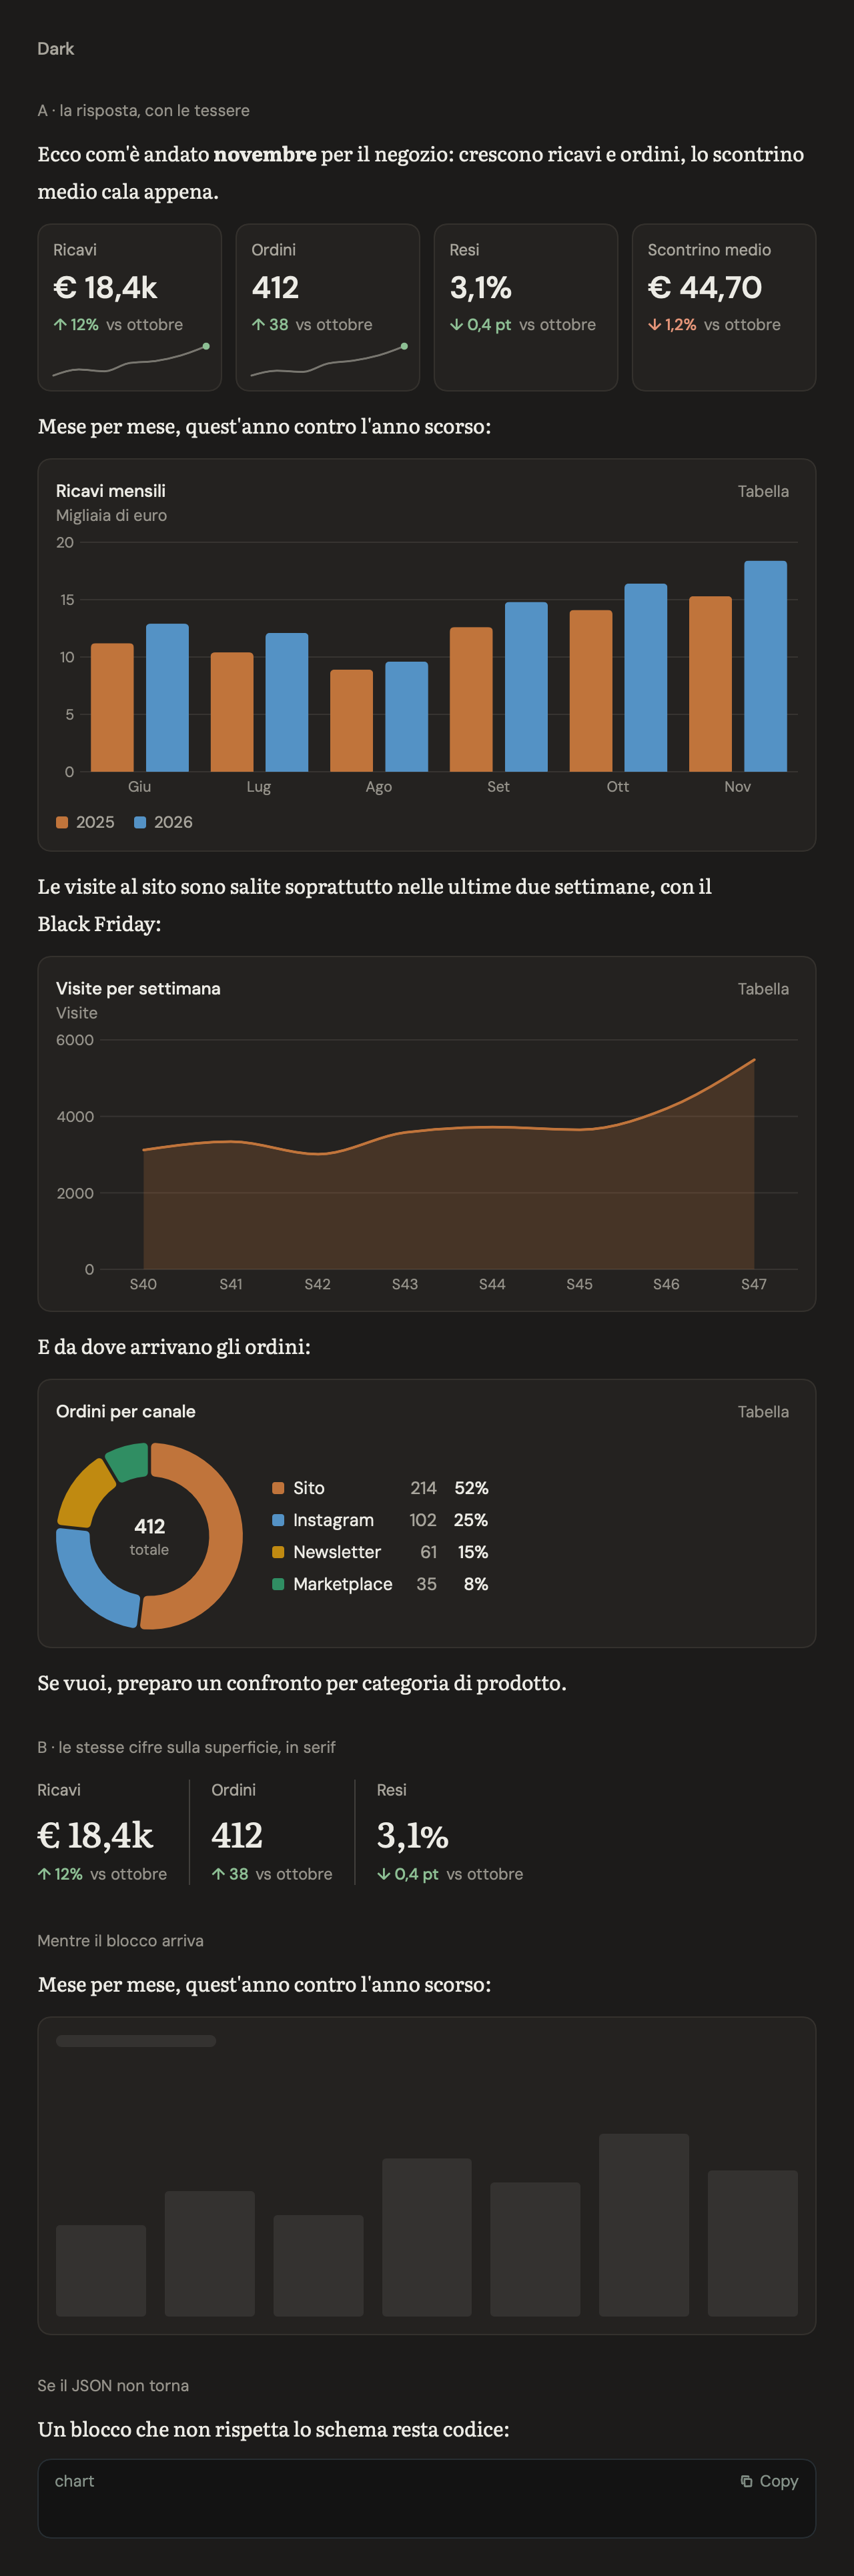 Dark
A · la risposta, con le tessere
Ecco com'è andato novembre per il negozio: crescono ricavi e ordini, lo scontrino
medio cala appena.
Ricavi
€ 18,4k
↑ 12% vs ottobre
Ordini
412
↑ 38 vs ottobre
Resi
3,1%
↓ 0,4 pt vs ottobre
Scontrino medio
€ 44,70
↓ 1,2% vs ottobre
Mese per mese, quest'anno contro l'anno scorso:
Ricavi mensili
Tabella
Migliaia di euro
20
15
10
5
0
Giu Lug Ago Set Ott Nov
2025 2026
Le visite al sito sono salite soprattutto nelle ultime due settimane, con il
Black Friday:
Visite per settimana
Tabella
Visite
6000
4000
2000
0
S40 S41 S42 S43 S44 S45 S46 S47
E da dove arrivano gli ordini:
Ordini per canale
Tabella
412
totale
Sito 214 52%
Instagram 102 25%
Newsletter 61 15%
Marketplace 35 8%
Se vuoi, preparo un confronto per categoria di prodotto.
B · le stesse cifre sulla superficie, in serif
Ricavi
€ 18,4k
↑ 12% vs ottobre
Ordini
412
↑ 38 vs ottobre
Resi
3,1%
↓ 0,4 pt vs ottobre
Mentre il blocco arriva
Mese per mese, quest'anno contro l'anno scorso:
Se il JSON non torna
Un blocco che non rispetta lo schema resta codice:
chart
Copy